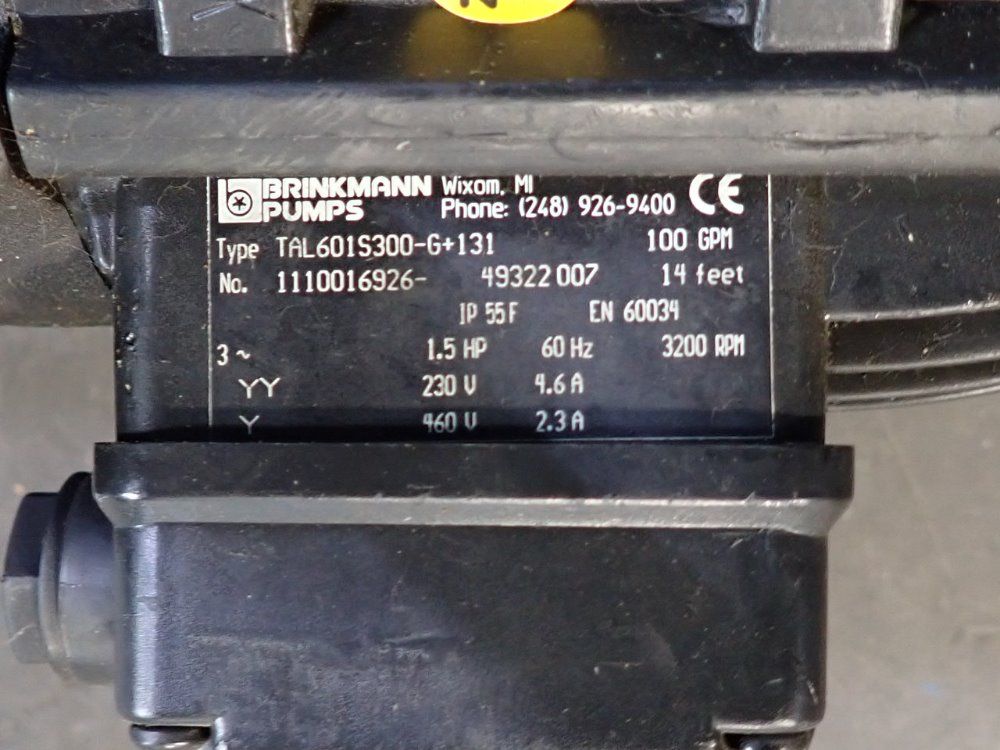 BRINKMANN PUMPS
Wixom, MI
Phone: (248) 926-9400
CE
Type TAL601S300-G+131 100 GPM
No. 1110016926- 49322 007 14 feet
IP 55 F EN 60034
3 ~ 1.5 HP 60 Hz 3200 RPM
YY 230 V 4.6 A
Y 460 V 2.3 A